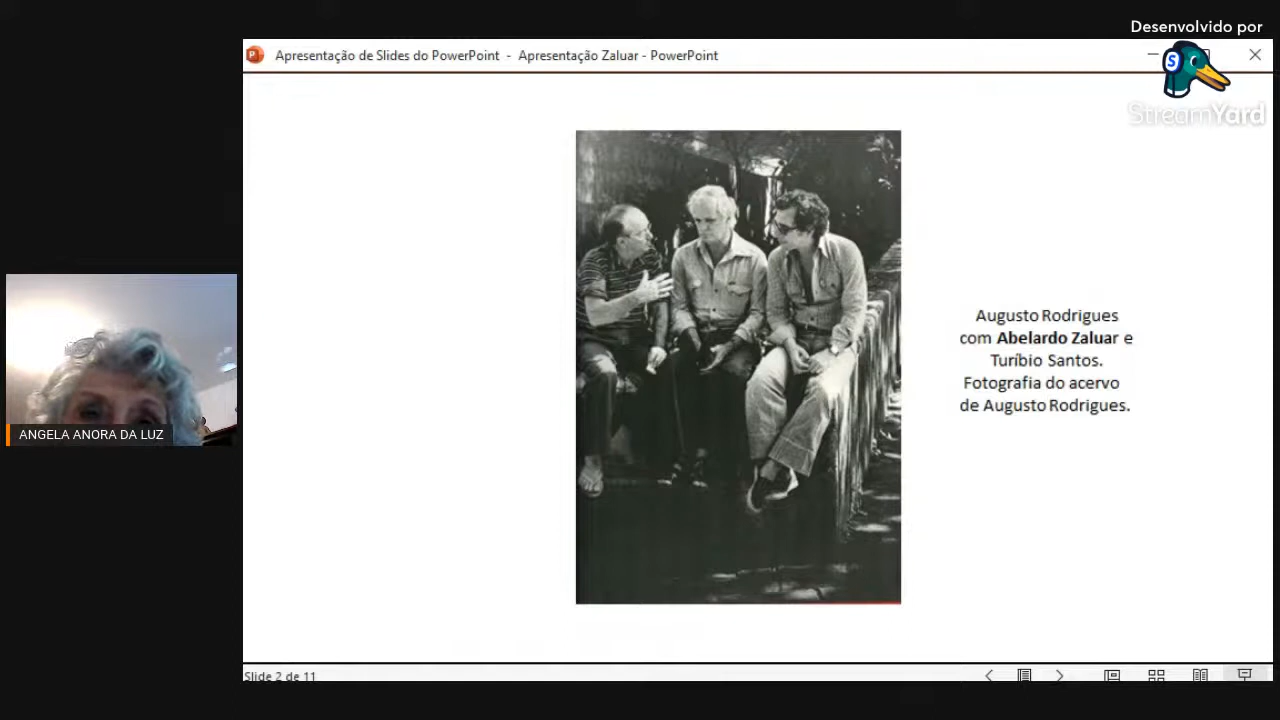 Desenvolvido por
Apresentação de Slides do PowerPoint - Apresentação Zaluar - PowerPoint
StreamYard
Augusto Rodrigues
com Abelardo Zaluar e
Turíbio Santos.
Fotografia do acervo
de Augusto Rodrigues.
ANGELA ANORA DA LUZ
Slide 2 de 11